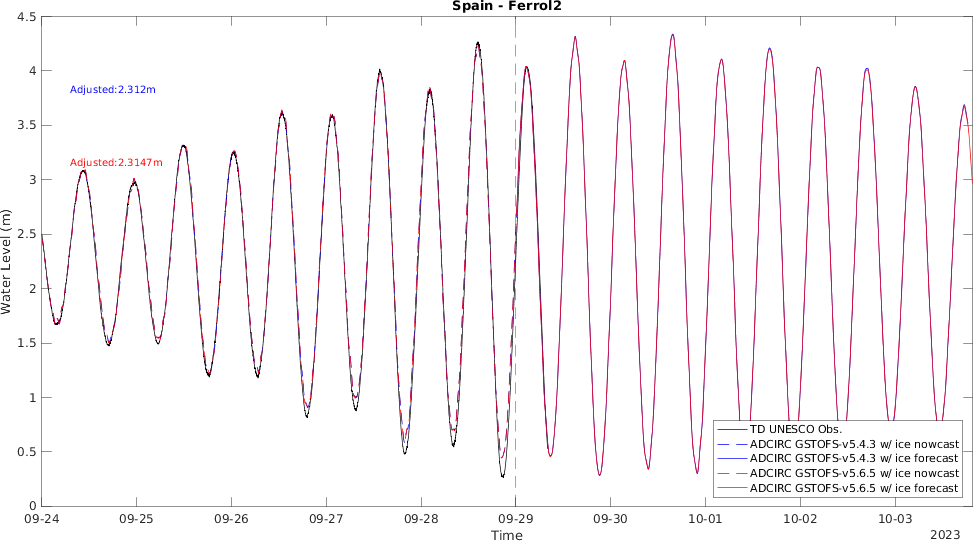 Spain - Ferrol2
4.5
4
3.5
3
2.5
2
1.5
1
0.5
0
Water Level (m)
Adjusted:2.312m
Adjusted:2.3147m
TD UNESCO Obs.
ADCIRC GSTOFS-v5.4.3 w/ ice nowcast
ADCIRC GSTOFS-v5.4.3 w/ ice forecast
ADCIRC GSTOFS-v5.6.5 w/ ice nowcast
ADCIRC GSTOFS-v5.6.5 w/ ice forecast
09-24 09-25 09-26 09-27 09-28 09-29 09-30 10-01 10-02 10-03
Time
2023